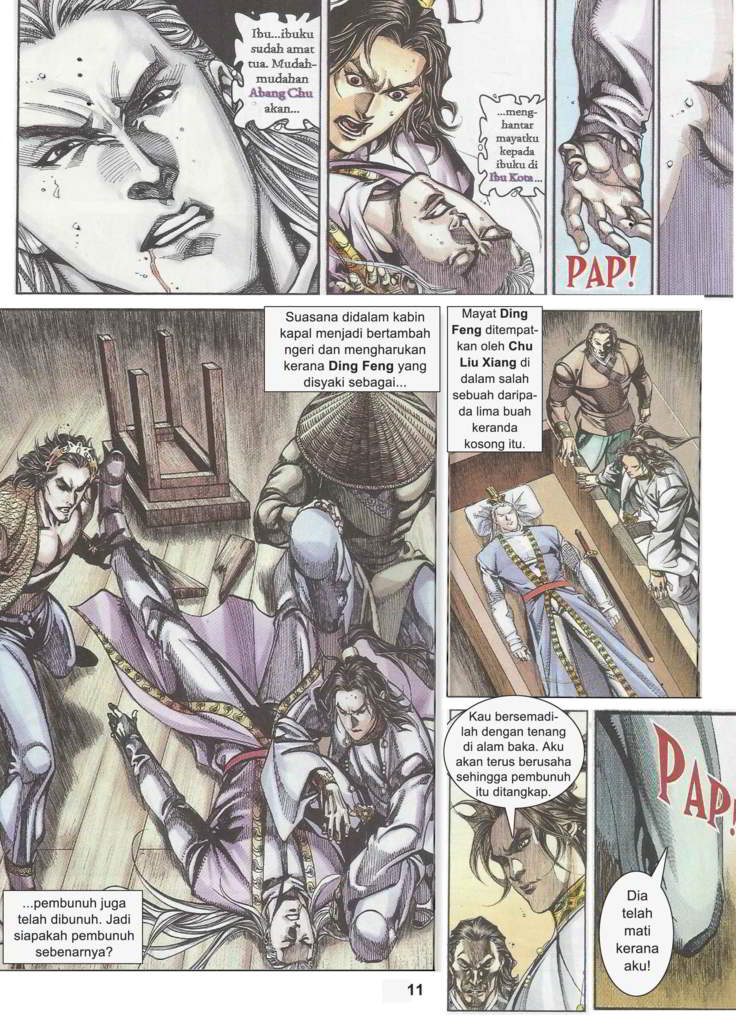 Ibu...ibuku
sudah amat
tua. Mudah-
mudahan
Abang Chu
akan...
...meng-
hantar
mayatku
kepada
ibuku di
Ibu Kota...
PAP!
Suasana didalam kabin
kapal menjadi bertambah
ngeri dan mengharukan
kerana Ding Feng yang
disyaki sebagai...
...pembunuh juga
telah dibunuh. Jadi
siapakah pembunuh
sebenarnya?
Mayat Ding
Feng ditempat-
kan oleh Chu
Liu Xiang di
dalam salah
sebuah daripa-
da lima buah
keranda
kosong itu.
Kau bersemadi-
lah dengan tenang
di alam baka. Aku
akan terus berusaha
sehingga pembunuh
itu ditangkap.
PAP!
Dia
telah
mati
kerana
aku!
11